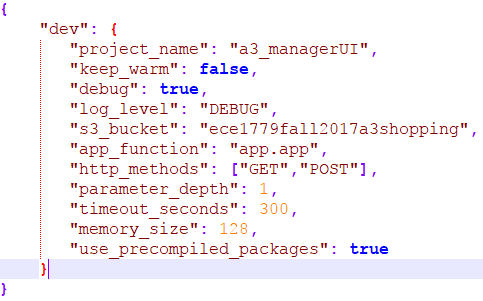 {
    "dev": {
        "project_name": "a3_managerUI",
        "keep_warm": false,
        "debug": true,
        "log_level": "DEBUG",
        "s3_bucket": "ece1779fall2017a3shopping",
        "app_function": "app.app",
        "http_methods": ["GET","POST"],
        "parameter_depth": 1,
        "timeout_seconds": 300,
        "memory_size": 128,
        "use_precompiled_packages": true
    }
}